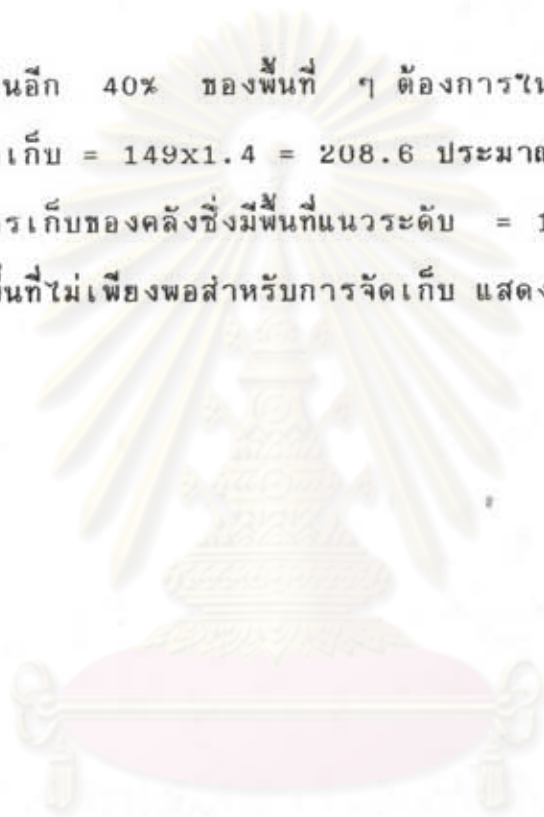 นอีก 40% ของพื้นที่ ๆ ต้องการใน
เก็บ = 149x1.4 = 208.6 ประมาณ
รเก็บของคลังซึ่งมีพื้นที่แนวระดับ = 1
นที่ไม่เพียงพอสำหรับการจัดเก็บ แสดง